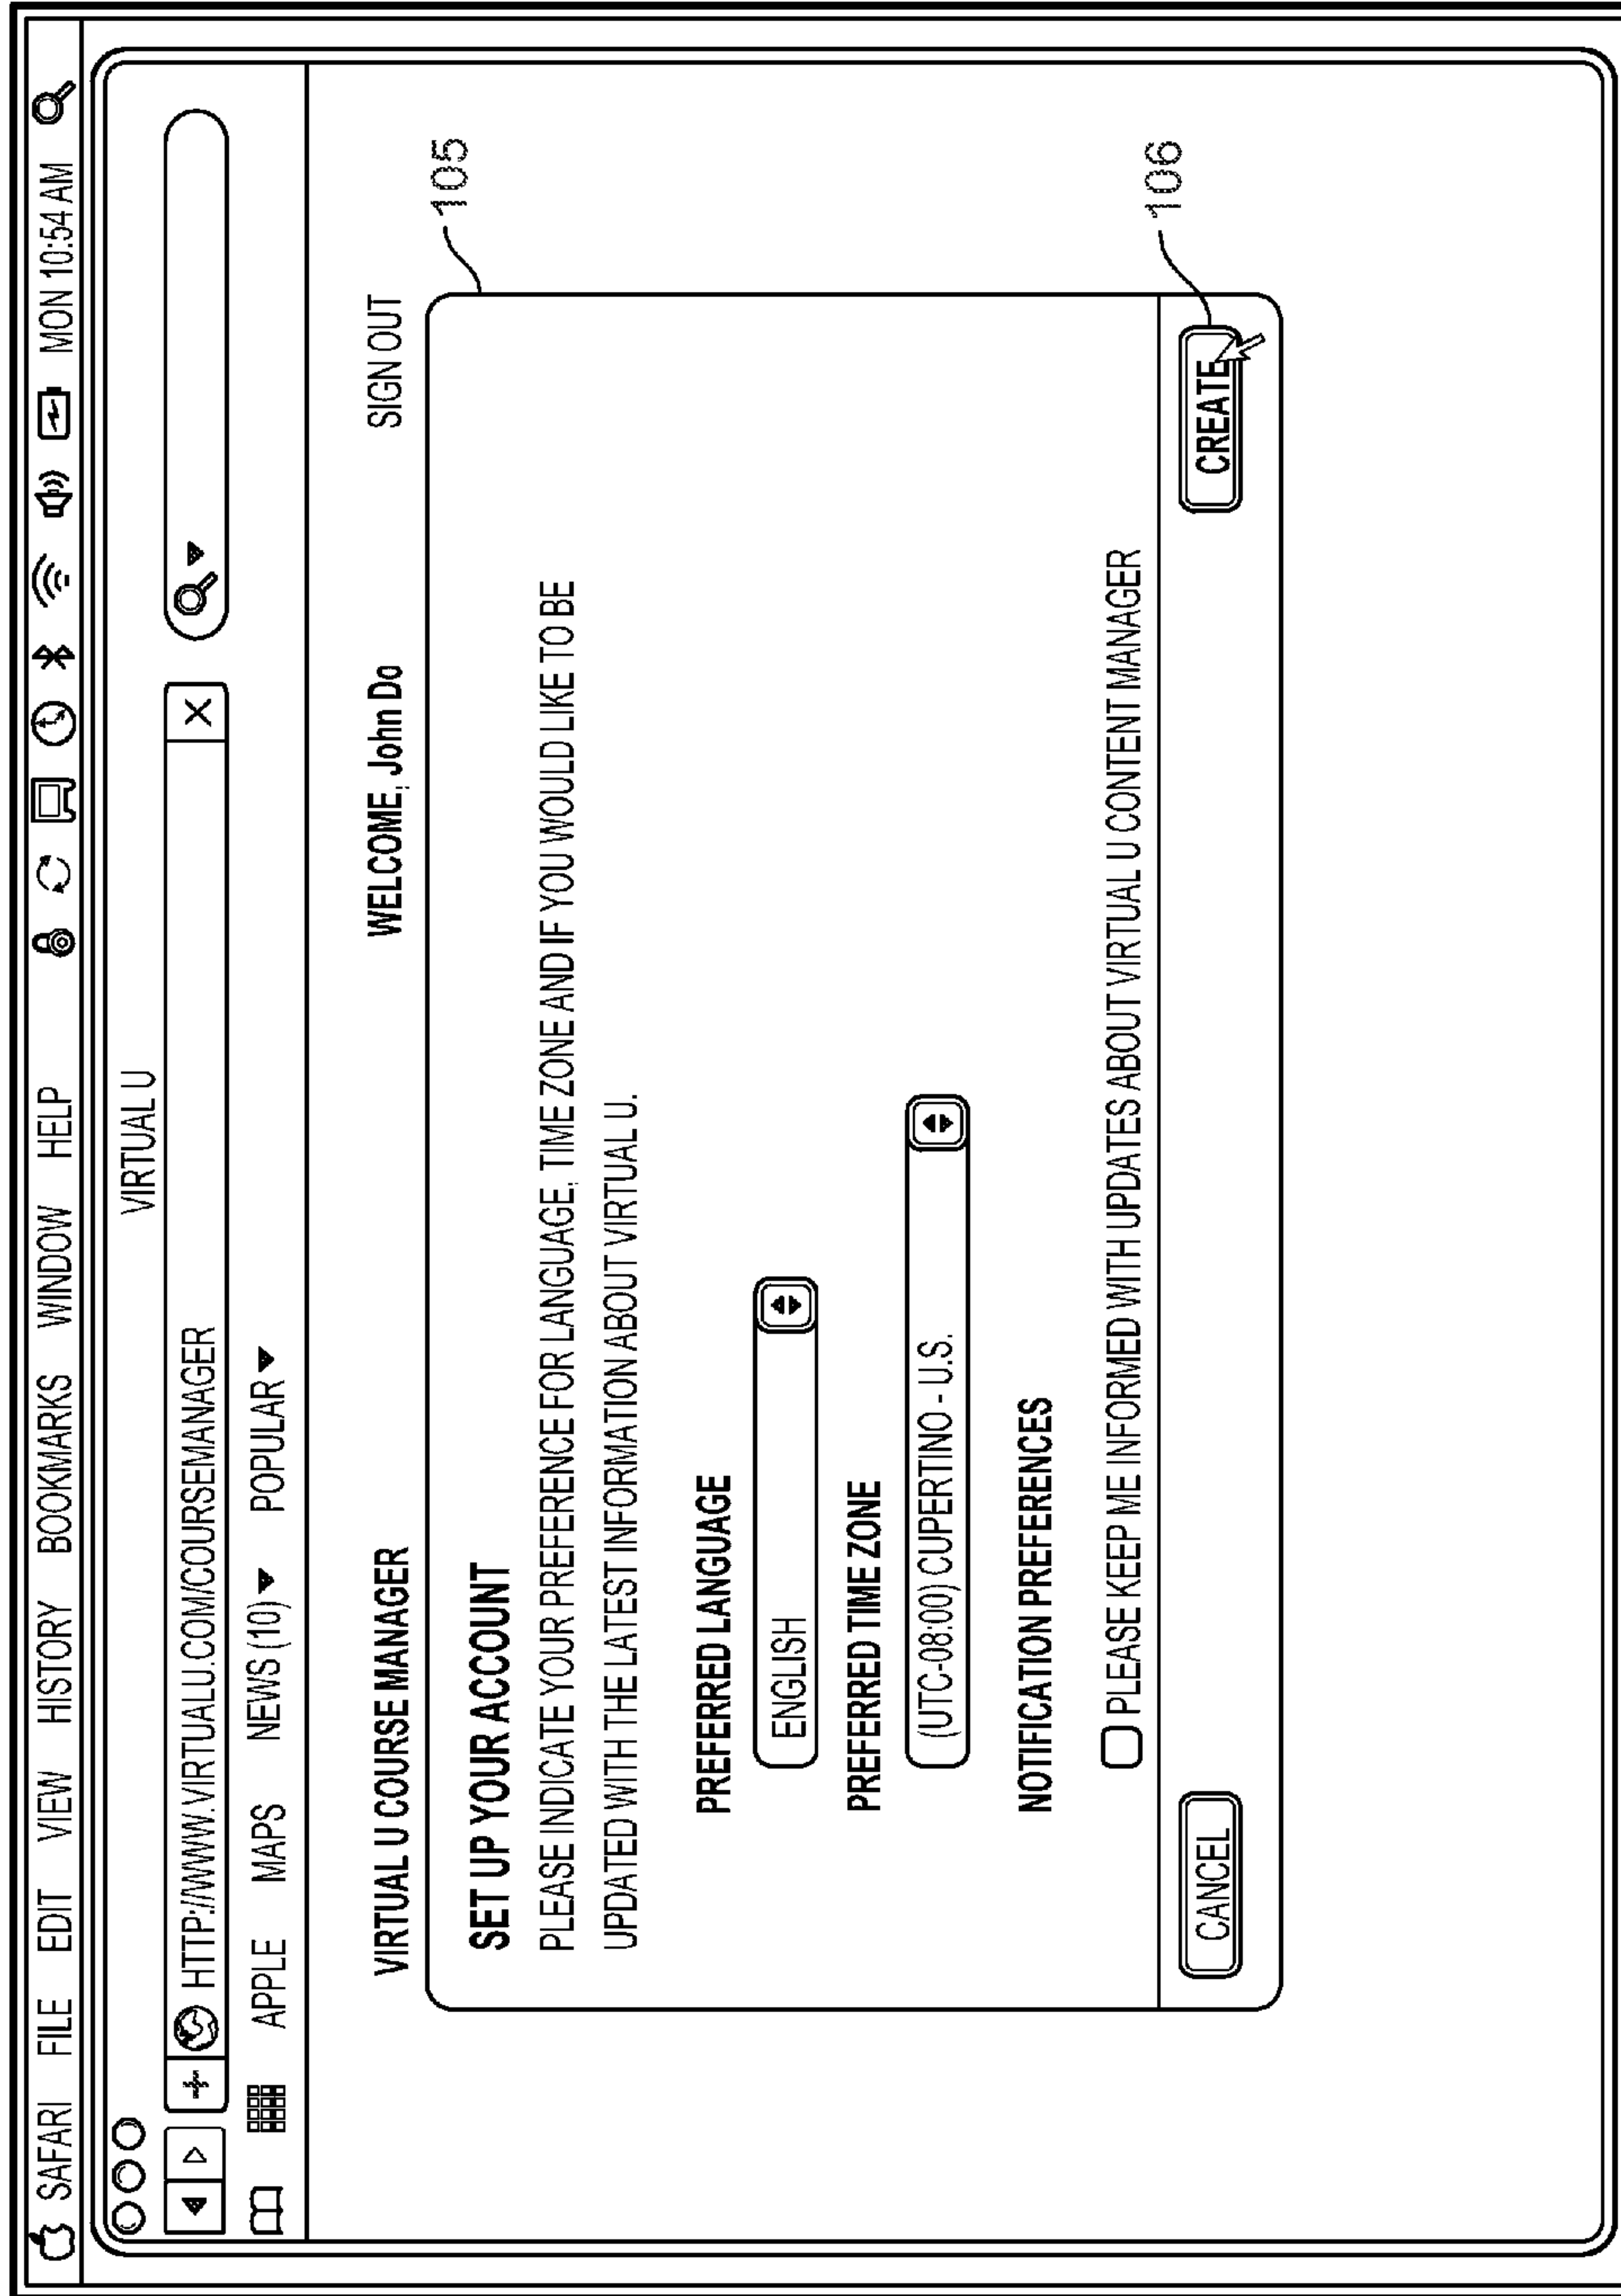 SAFARI FILE EDIT VIEW HISTORY BOOKMARKS WINDOW HELP MON 10:54 AM
VIRTUAL U
HTTP://WWW.VIRTUALU.COM/COURSEMANAGER X
APPLE MAPS NEWS (10) POPULAR
VIRTUAL U COURSE MANAGER WELCOME, John Do SIGN OUT
105
SET UP YOUR ACCOUNT
PLEASE INDICATE YOUR PREFERENCE FOR LANGUAGE, TIME ZONE AND IF YOU WOULD LIKE TO BE
UPDATED WITH THE LATEST INFORMATION ABOUT VIRTUAL U.
PREFERRED LANGUAGE
ENGLISH
PREFERRED TIME ZONE
(UTC-08:00) CUPERTINO - U.S.
NOTIFICATION PREFERENCES
PLEASE KEEP ME INFORMED WITH UPDATES ABOUT VIRTUAL U CONTENT MANAGER
106
CANCEL CREATE